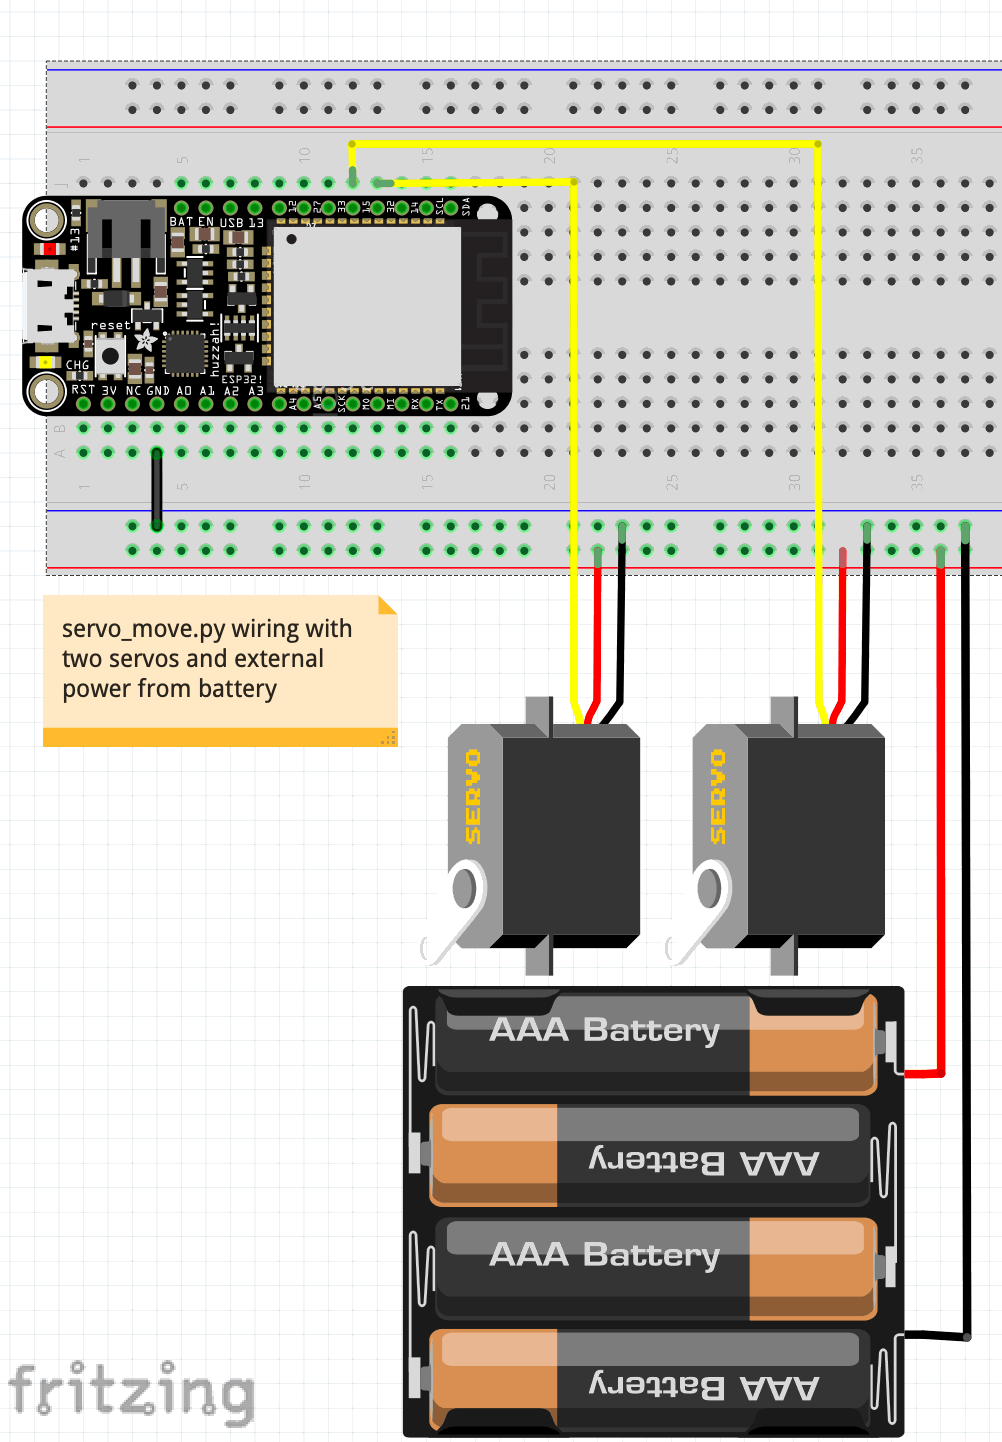 1 5 10 15 20 25 30 35
J
BAT EN USB 13 12 27 33 15 32 14 SCL SDA
#13
reset
huzzah!
CHG
ESP32!
RST 3V NC GND A0 A1 A2 A3 A4 A5 SCK MO MI RX TX 21
B
A
1 5 10 15 20 25 30 35
servo_move.py wiring with
two servos and external
power from battery
SERVO SERVO
AAA Battery
AAA Battery
AAA Battery
AAA Battery
fritzing